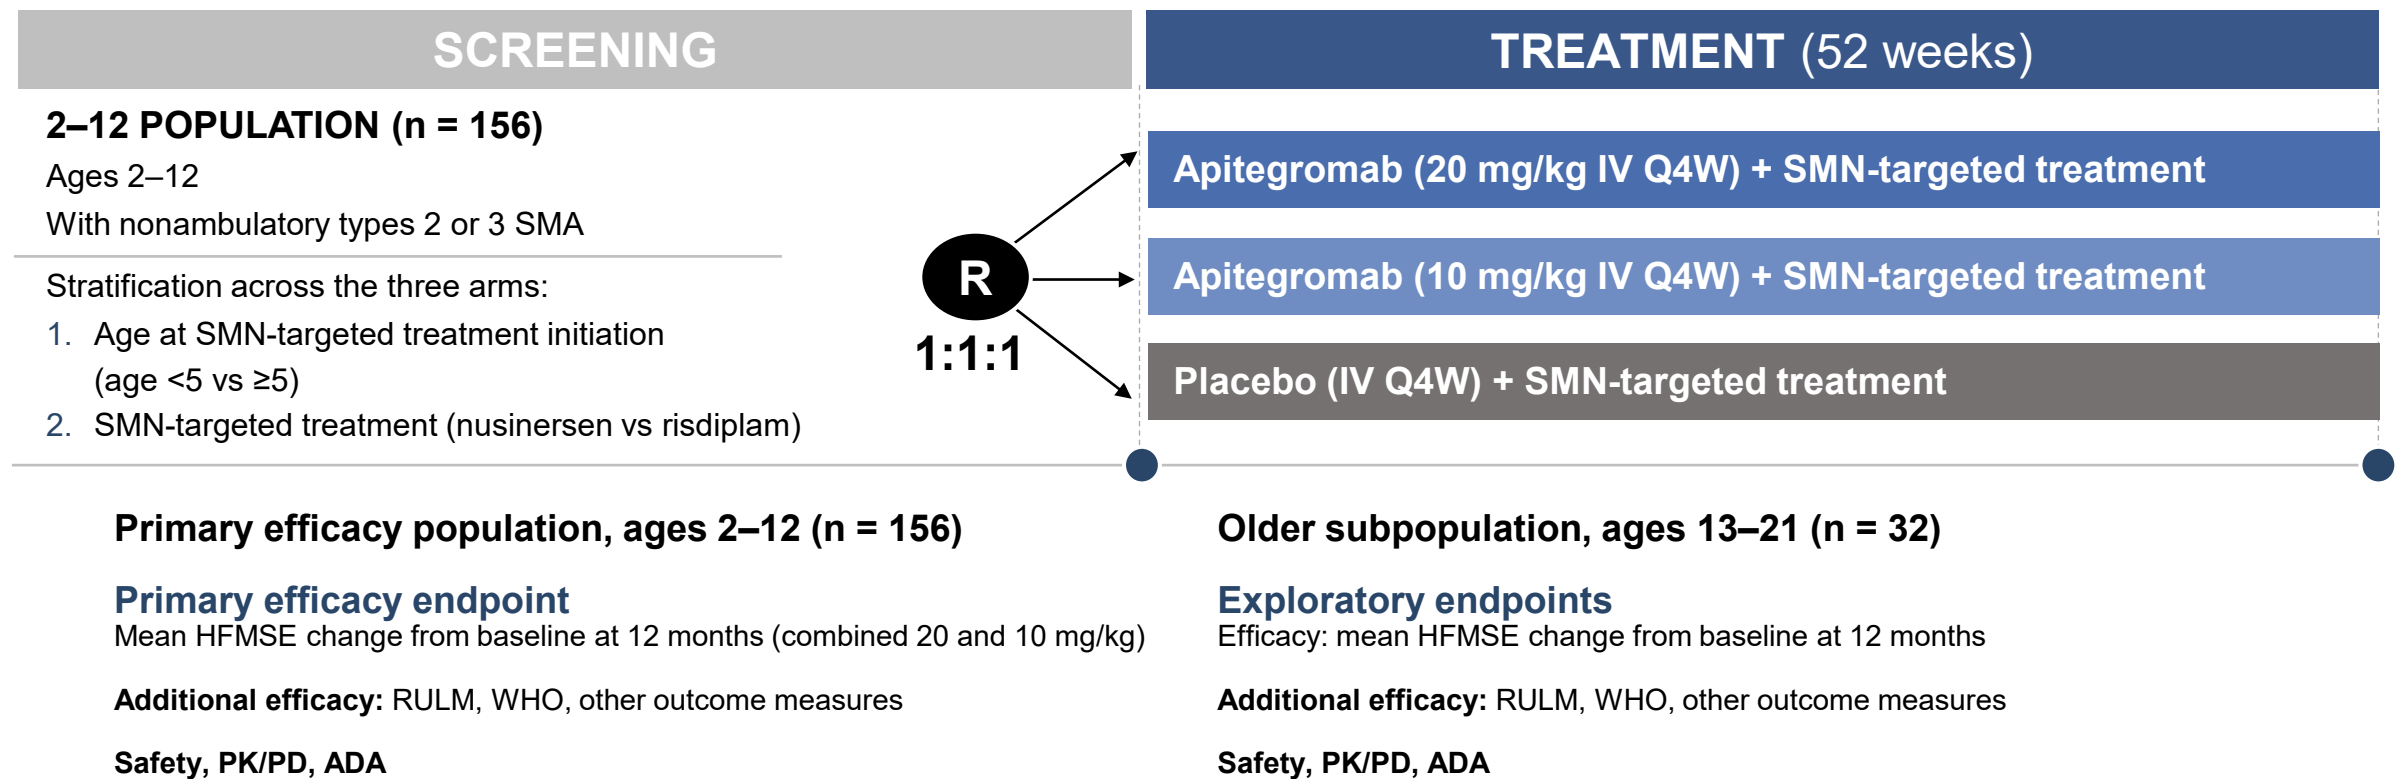 SCREENING
TREATMENT (52 weeks)
2–12 POPULATION (n = 156)
Ages 2–12
With nonambulatory types 2 or 3 SMA
Stratification across the three arms:
1. Age at SMN-targeted treatment initiation
(age <5 vs ≥5)
2. SMN-targeted treatment (nusinersen vs risdiplam)
R
1:1:1
Apitegromab (20 mg/kg IV Q4W) + SMN-targeted treatment
Apitegromab (10 mg/kg IV Q4W) + SMN-targeted treatment
Placebo (IV Q4W) + SMN-targeted treatment
Primary efficacy population, ages 2–12 (n = 156)
Primary efficacy endpoint
Mean HFMSE change from baseline at 12 months (combined 20 and 10 mg/kg)
Additional efficacy: RULM, WHO, other outcome measures
Safety, PK/PD, ADA
Older subpopulation, ages 13–21 (n = 32)
Exploratory endpoints
Efficacy: mean HFMSE change from baseline at 12 months
Additional efficacy: RULM, WHO, other outcome measures
Safety, PK/PD, ADA